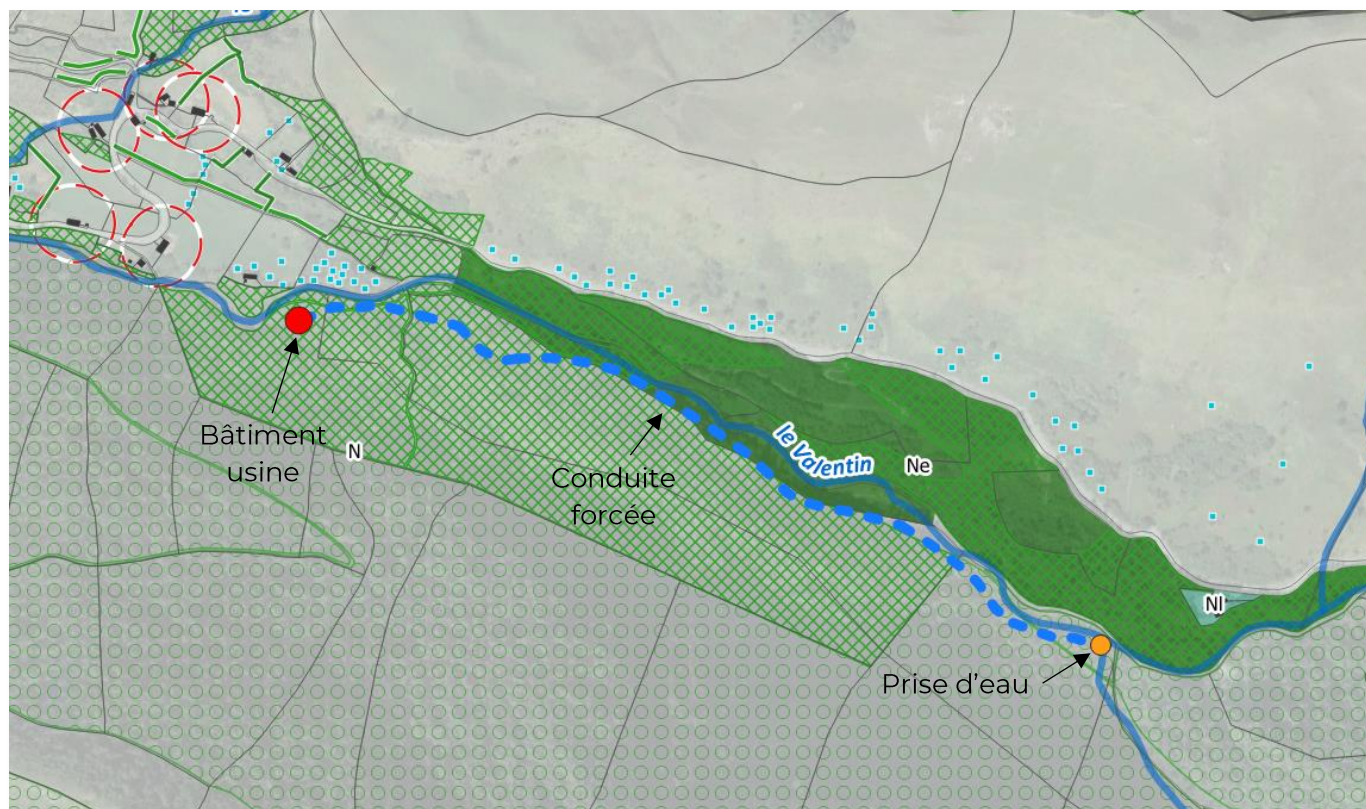 Bâtiment
usine
N
Conduite
forcée
le Valentin
Ne
Nl
Prise d'eau